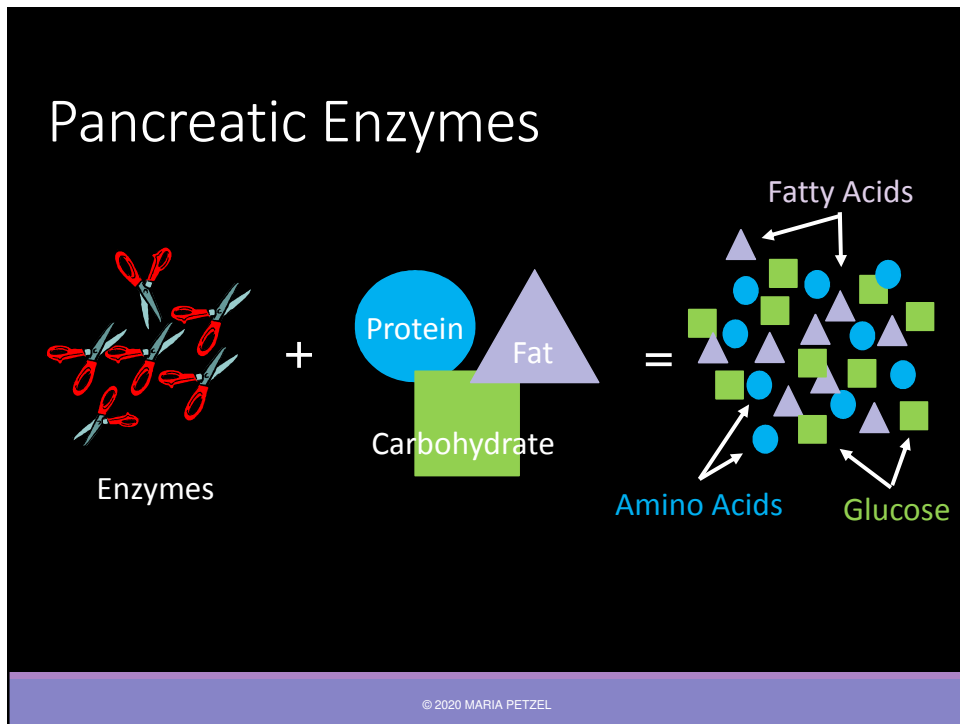 Pancreatic Enzymes
Fatty Acids
Protein
+
Fat
=
Carbohydrate
Enzymes
Amino Acids
Glucose
© 2020 MARIA PETZEL